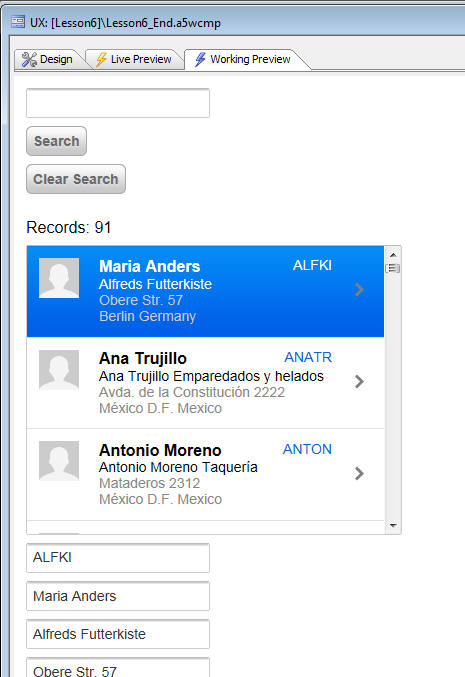 UX: [Lesson6]\Lesson6_End.a5wcmp
Design Live Preview Working Preview
Search
Clear Search
Records: 91
Maria Anders ALFKI
Alfreds Futterkiste
Obere Str. 57
Berlin Germany
Ana Trujillo ANATR
Ana Trujillo Emparedados y helados
Avda. de la Constitución 2222
México D.F. Mexico
Antonio Moreno ANTON
Antonio Moreno Taquería
Mataderos 2312
México D.F. Mexico
ALFKI
Maria Anders
Alfreds Futterkiste
Obere Str. 57